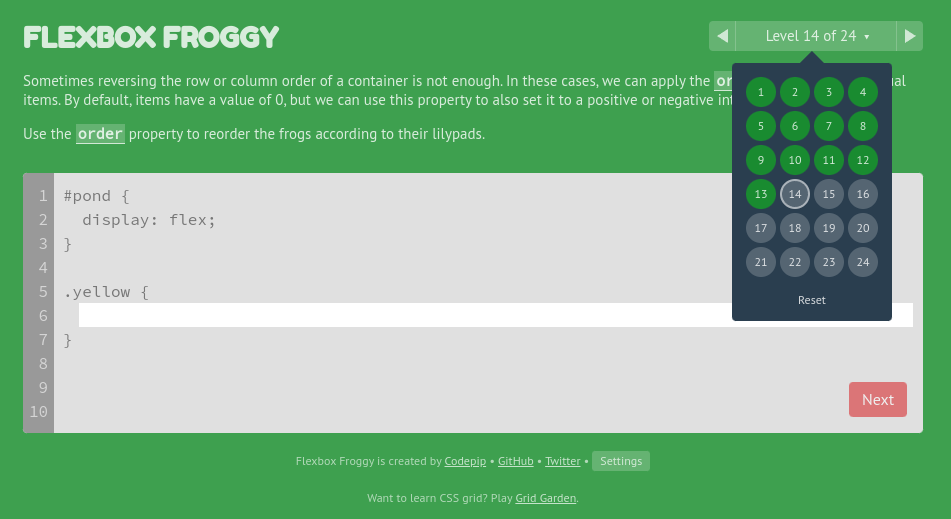 FLEXBOX FROGGY
Level 14 of 24 ▾
Sometimes reversing the row or column order of a container is not enough. In these cases, we can apply the
items. By default, items have a value of 0, but we can use this property to also set it to a positive or negative
Use the order property to reorder the frogs according to their lilypads.
1 2 3 4
5 6 7 8
9 10 11 12
13 14 15 16
17 18 19 20
21 22 23 24
Reset
1 #pond {
2 display: flex;
3 }
4
5 .yellow {
6
7 }
8
9
10
Next
Flexbox Froggy is created by Codepip • GitHub • Twitter • Settings
Want to learn CSS grid? Play Grid Garden.